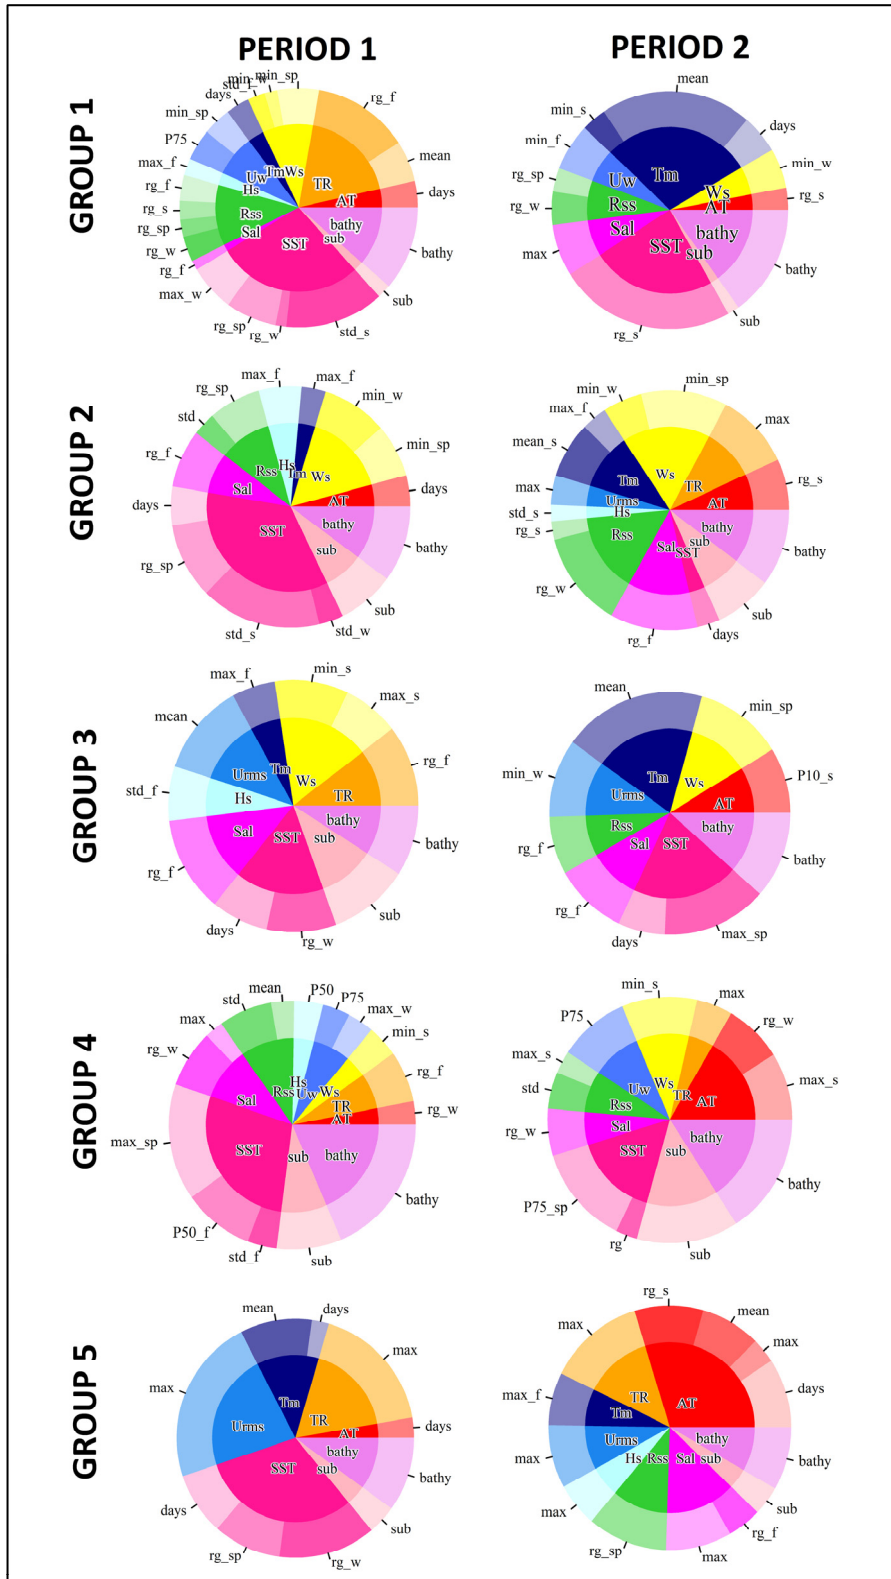 PERIOD 1
PERIOD 2
GROUP 1
min_sp
min_w
std_f
days
min_sp
P75
max_f
rg_f
rg_s
rg_sp
rg_w
rg_f
max_w
rg_sp
rg_w
std_s
sub
bathy
days
mean
rg_f
Uw
Tm
Ws
TR
AT
Hs
Rss
Sal
SST
sub
bathy
mean
min_s
min_f
rg_sp
rg_w
max
rg_s
sub
bathy
rg_s
min_w
days
Tm
Uw
Ws
AT
Rss
Sal
SST
sub
bathy
GROUP 2
max_f
max_f
rg_sp
std
rg_f
days
rg_sp
std_s
std_w
sub
bathy
days
min_sp
min_w
Rss
Hs
Tm
Ws
AT
Sal
SST
sub
bathy
min_sp
min_w
max_f
mean_s
max
std_s
rg_s
rg_w
rg_f
days
sub
bathy
rg_s
max
Ws
Tm
TR
AT
Urms
Hs
Rss
Sal
SST
sub
bathy
GROUP 3
min_s
max_f
mean
std_f
rg_f
days
rg_w
sub
bathy
rg_f
max_s
Urms
Tm
Ws
TR
Hs
Sal
SST
sub
bathy
mean
min_w
rg_f
rg_f
days
max_sp
bathy
P10_s
min_sp
Tm
Ws
Urms
AT
Rss
Sal
SST
bathy
GROUP 4
P50
P75
mean
std
max
rg_w
max_sp
P50_f
std_f
sub
bathy
rg_w
rg_f
min_s
max_w
Rss
Hs
Uw
Ws
TR
AT
Sal
SST
sub
bathy
min_s
max
P75
max_s
std
rg_w
P75_sp
rg
sub
bathy
max_s
rg_w
Uw
Ws
TR
AT
Rss
Sal
SST
sub
bathy
GROUP 5
mean
days
max
days
rg_sp
rg_w
sub
bathy
days
max
Tm
TR
Urms
AT
SST
sub
bathy
rg_s
mean
max
max
max_f
max
max
rg_sp
max
rg_f
sub
bathy
days
TR
AT
Tm
Urms
Hs
Rss
Sal
sub
bathy